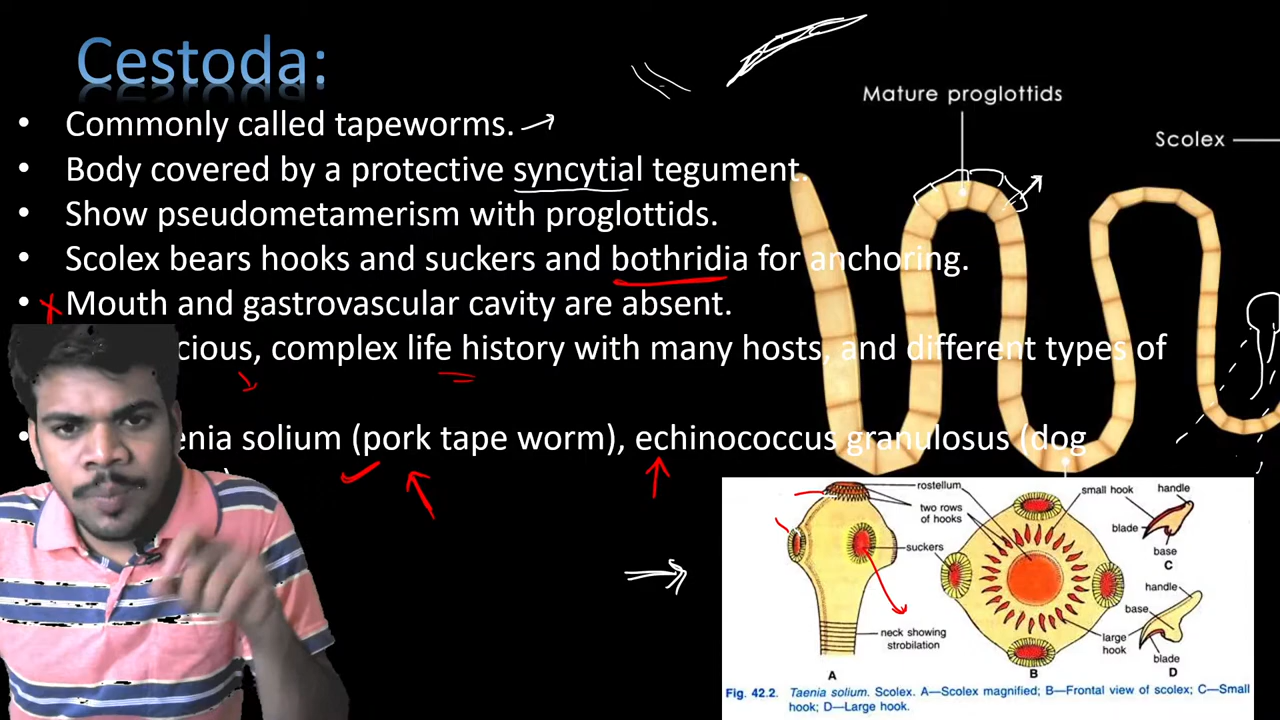 Cestoda:
Mature proglottids
Scolex
• Commonly called tapeworms.
• Body covered by a protective syncytial tegument.
• Show pseudometamerism with proglottids.
• Scolex bears hooks and suckers and bothridia for anchoring.
• Mouth and gastrovascular cavity are absent.
cious, complex life history with many hosts, and different types of
enia solium (pork tape worm), echinococcus granulosus (dog
rostellum
two rows
of hooks
suckers
neck showing
strobilation
A
small hook
large
hook
B
handle
blade
base
C
handle
base
blade
D
Fig. 42.2. Taenia solium. Scolex. A—Scolex magnified; B—Frontal view of scolex; C—Small
hook; D—Large hook.